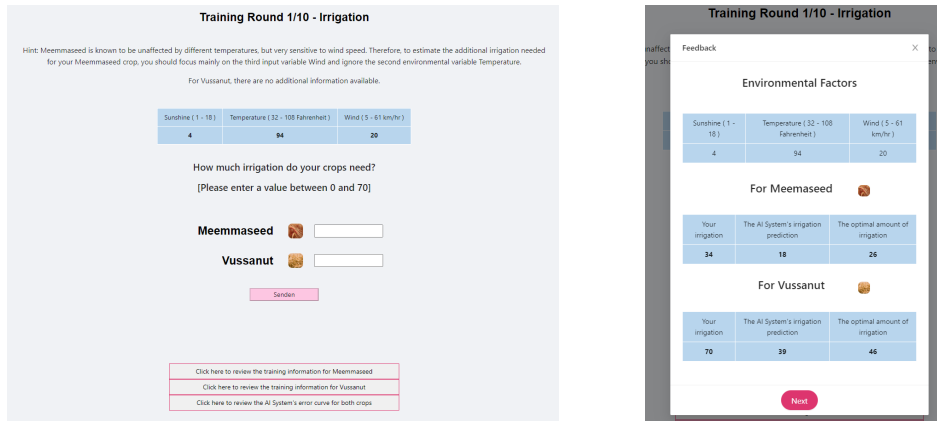 Training Round 1/10 - Irrigation
Hint: Meemmaseed is known to be unaffected by different temperatures, but very sensitive to wind speed. Therefore, to estimate the additional irrigation needed
for your Meemmaseed crop, you should focus mainly on the third input variable Wind and ignore the second environmental variable Temperature.
For Vussanut, there are no additional information available.
Sunshine ( 1 - 18 ) Temperature ( 32 - 108 Fahrenheit ) Wind ( 5 - 61 km/hr )
4 94 20
How much irrigation do your crops need?
[Please enter a value between 0 and 70]
Meemmaseed
Vussanut
Senden
Click here to review the training information for Meemmaseed
Click here to review the training information for Vussanut
Click here to review the AI System's error curve for both crops
Training Round 1/10 - Irrigation
Feedback X
Environmental Factors
Sunshine ( 1 - 
18 )
Temperature ( 32 - 108
Fahrenheit )
Wind ( 5 - 61
km/hr )
4 94 20
For Meemaseed
Your
irrigation
The AI System's irrigation
prediction
The optimal amount of
irrigation
34 18 26
For Vussanut
Your
irrigation
The AI System's irrigation
prediction
The optimal amount of
irrigation
70 39 46
Next